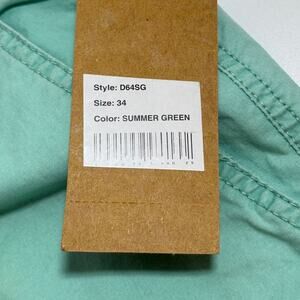 Style: D64SG
Size: 34
Color: SUMMER GREEN